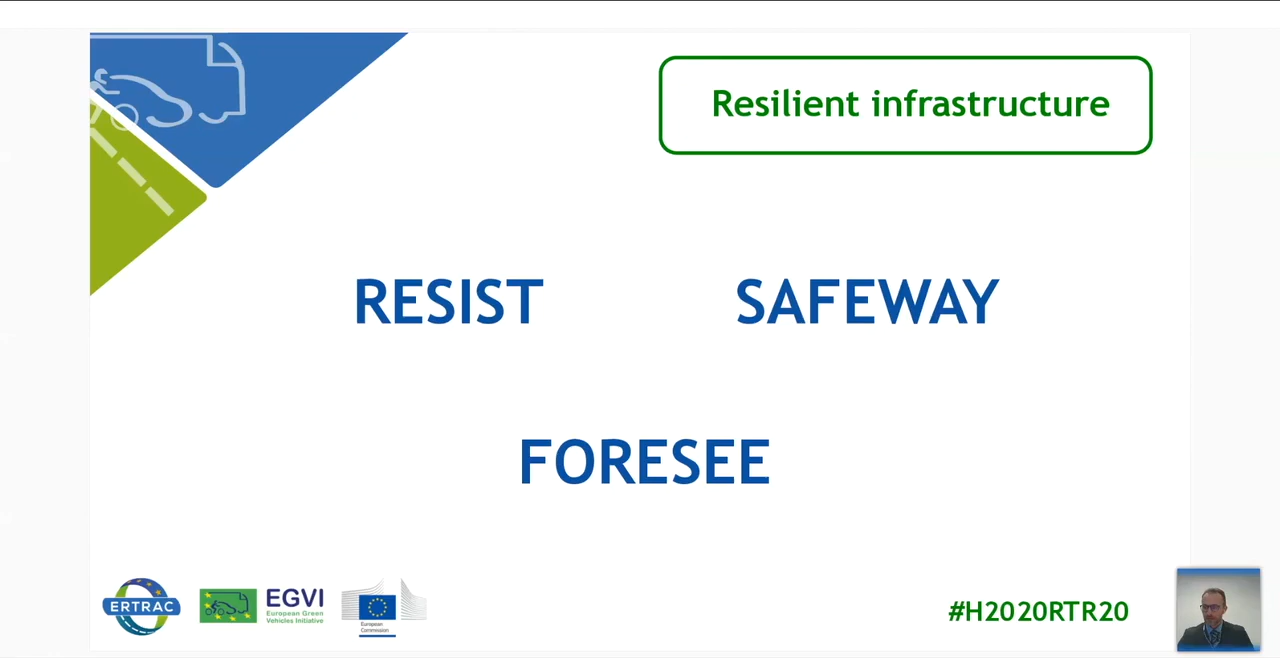 Resilient infrastructure
RESIST
SAFEWAY
FORESEE
ERTRAC
EGVI
European Green
Vehicles Initiative
European
Commission
#H2020RTR20